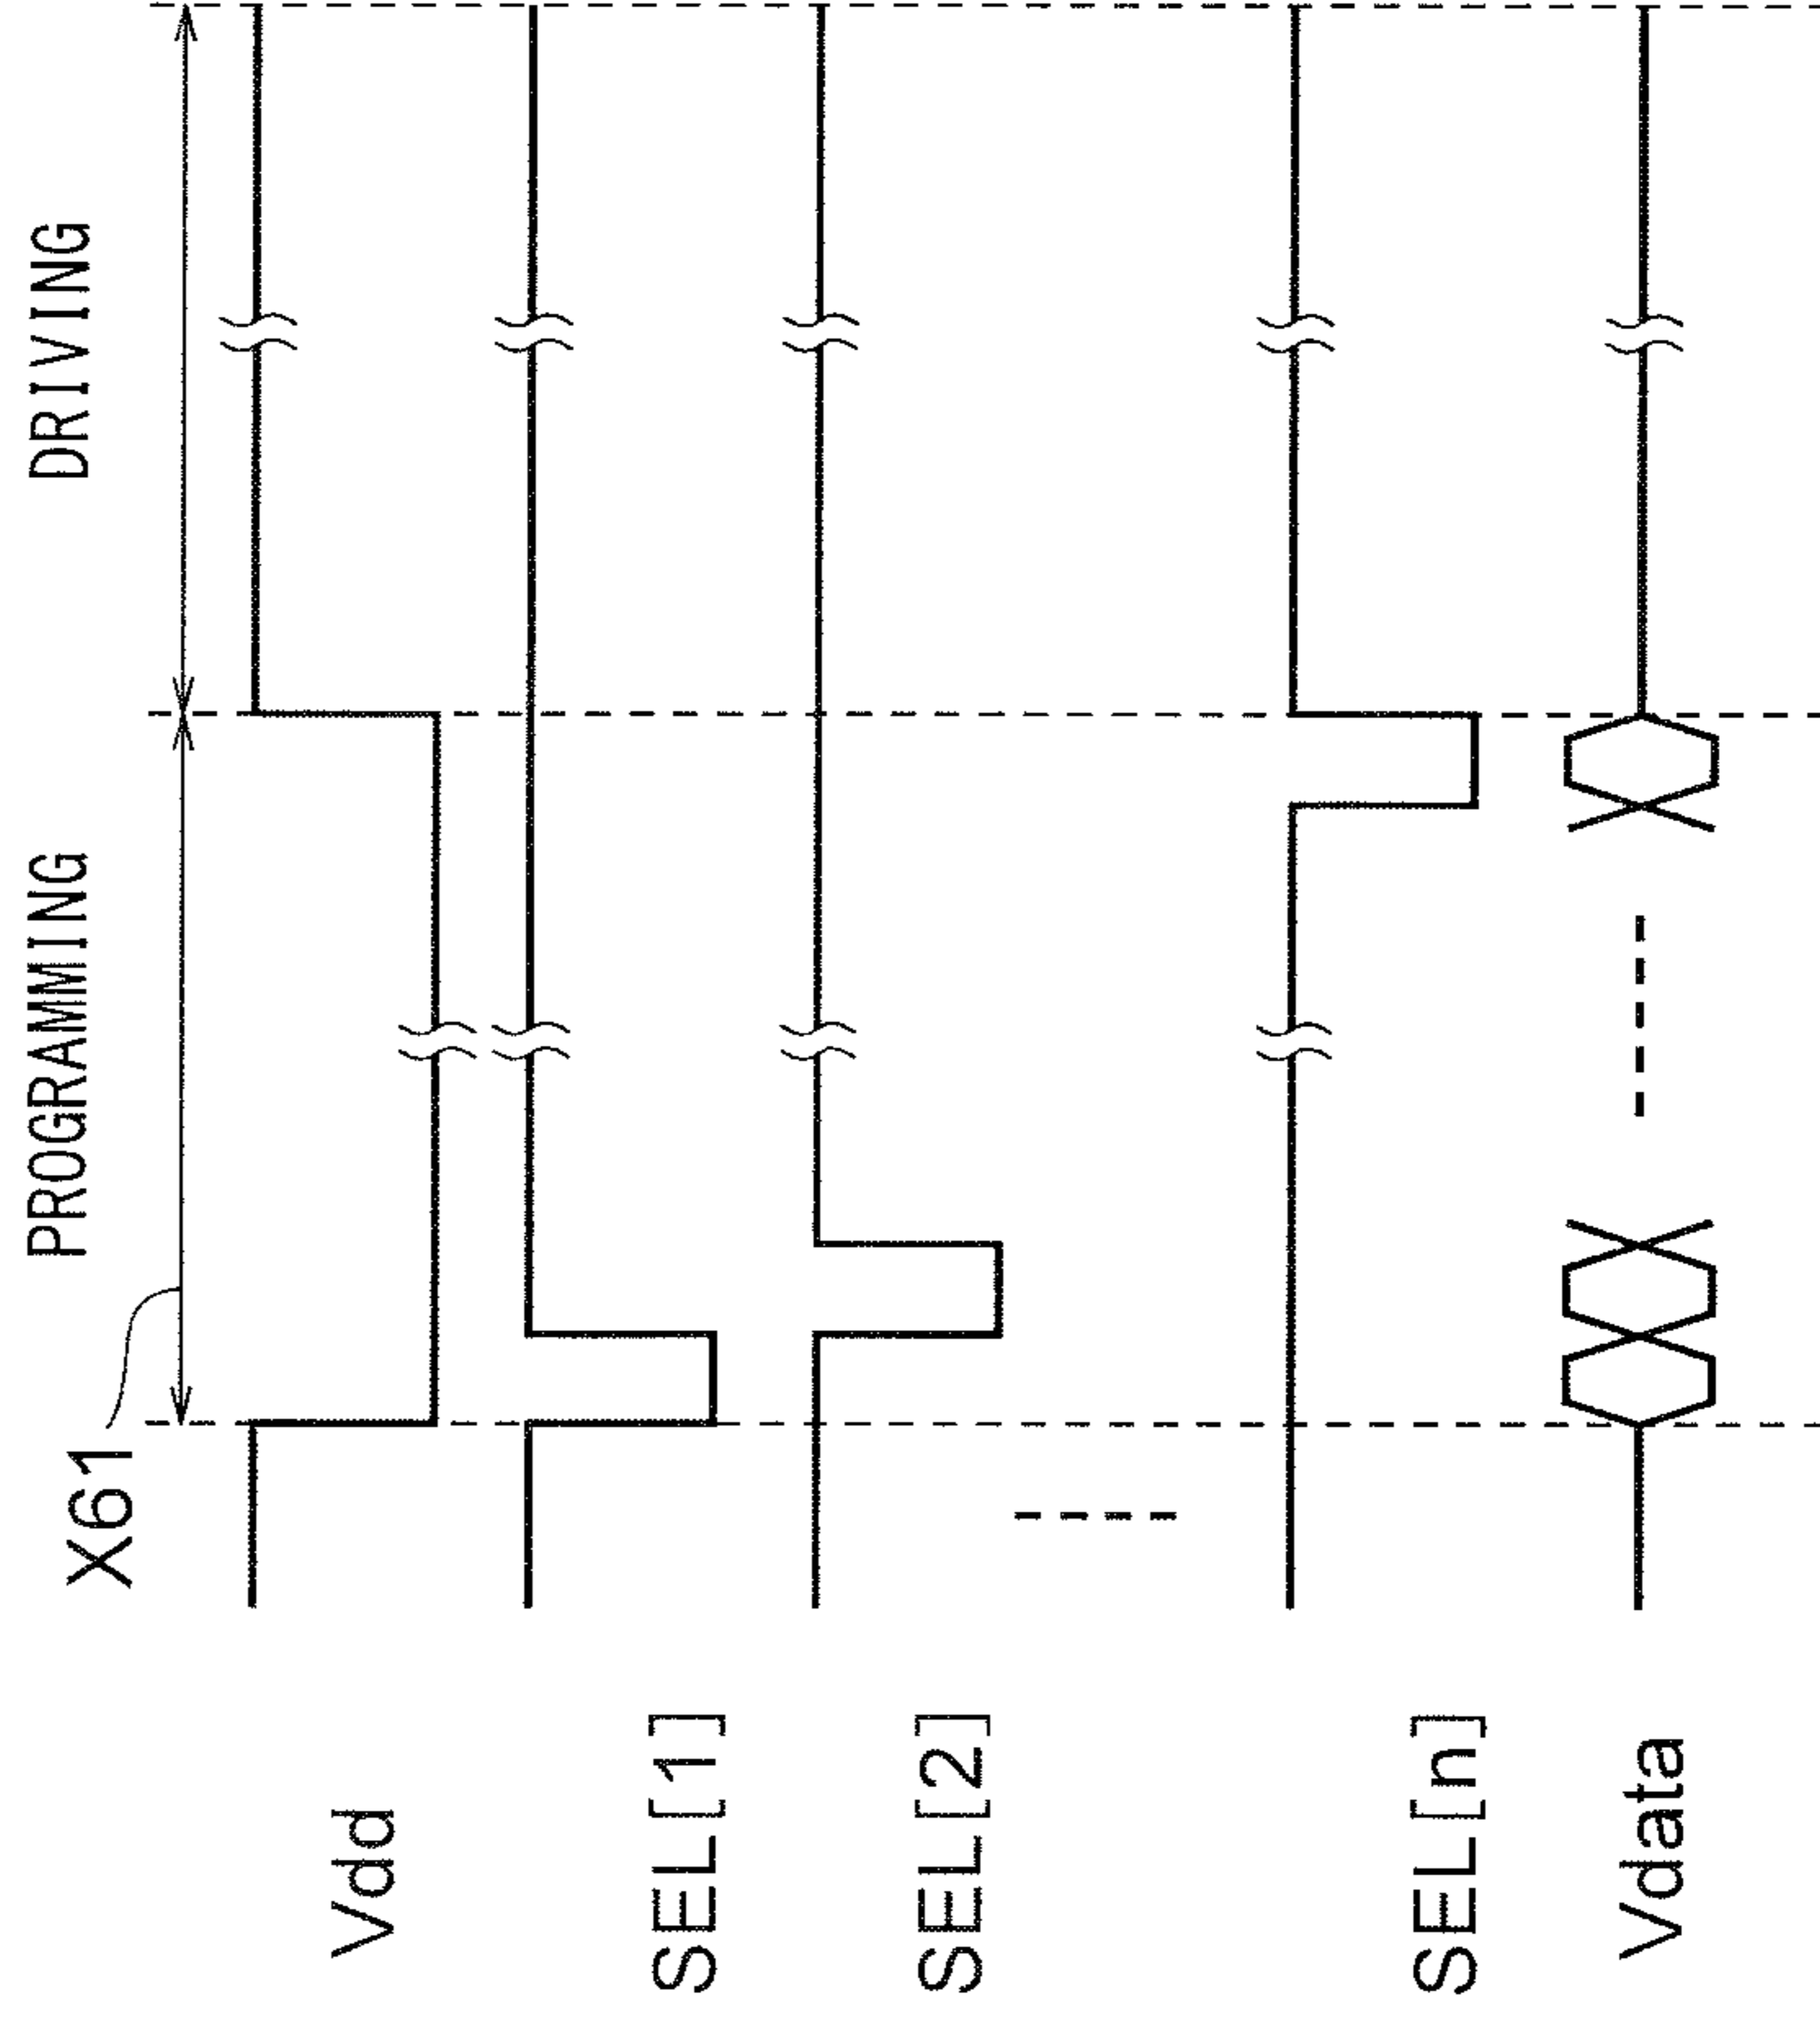 X61
PROGRAMMING
DRIVING
Vdd
SEL[1]
SEL[2]
SEL[n]
Vdata